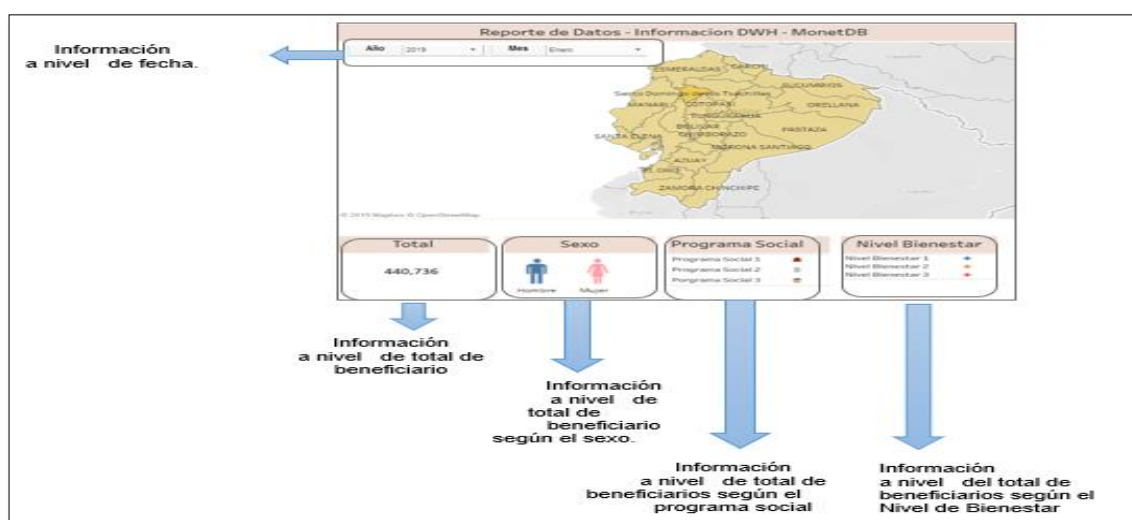 Reporte de Datos - Informacion DWH - MonetDB
Información
a nivel de fecha.
Año 2019 Mes Enero
ESMERALDAS CARCHI
SUCUMBIOS
Santo Domingo de los Tsáchilas
MANABI COTOPAXI ORELLANA
TUNGURAHUA
BOLIVAR PASTAZA
SANTA ELENA CHIMBORAZO
MORONA SANTIAGO
AZUAY
EL ORO
ZAMORA CHINCHIPE
© 2019 Mapbox © OpenStreetMap
Total Sexo Programa Social Nivel Bienestar
440,736
Programa Social 1
Programa Social 2
Porgrama Social 3
Nivel Bienestar 1
Nivel Bienestar 2
Nivel Bienestar 3
Hombre Mujer
Información
a nivel de total de
beneficiario
Información
a nivel de
total de
beneficiario
según el sexo.
Información
a nivel de total de
beneficiarios según el
programa social
Información
a nivel del total de
beneficiarios según el
Nivel de Bienestar